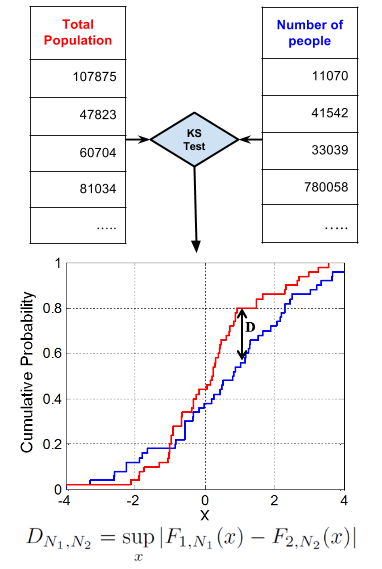 Total
Population
107875
47823
60704
81034
.....
Number of
people
11070
41542
33039
780058
.....
KS
Test
Cumulative Probability
1
0.8
0.6
0.4
0.2
0
D
-4
-2
0
2
4
X
D_{N_1,N_2} = sup_x |F_{1,N_1}(x) − F_{2,N_2}(x)|